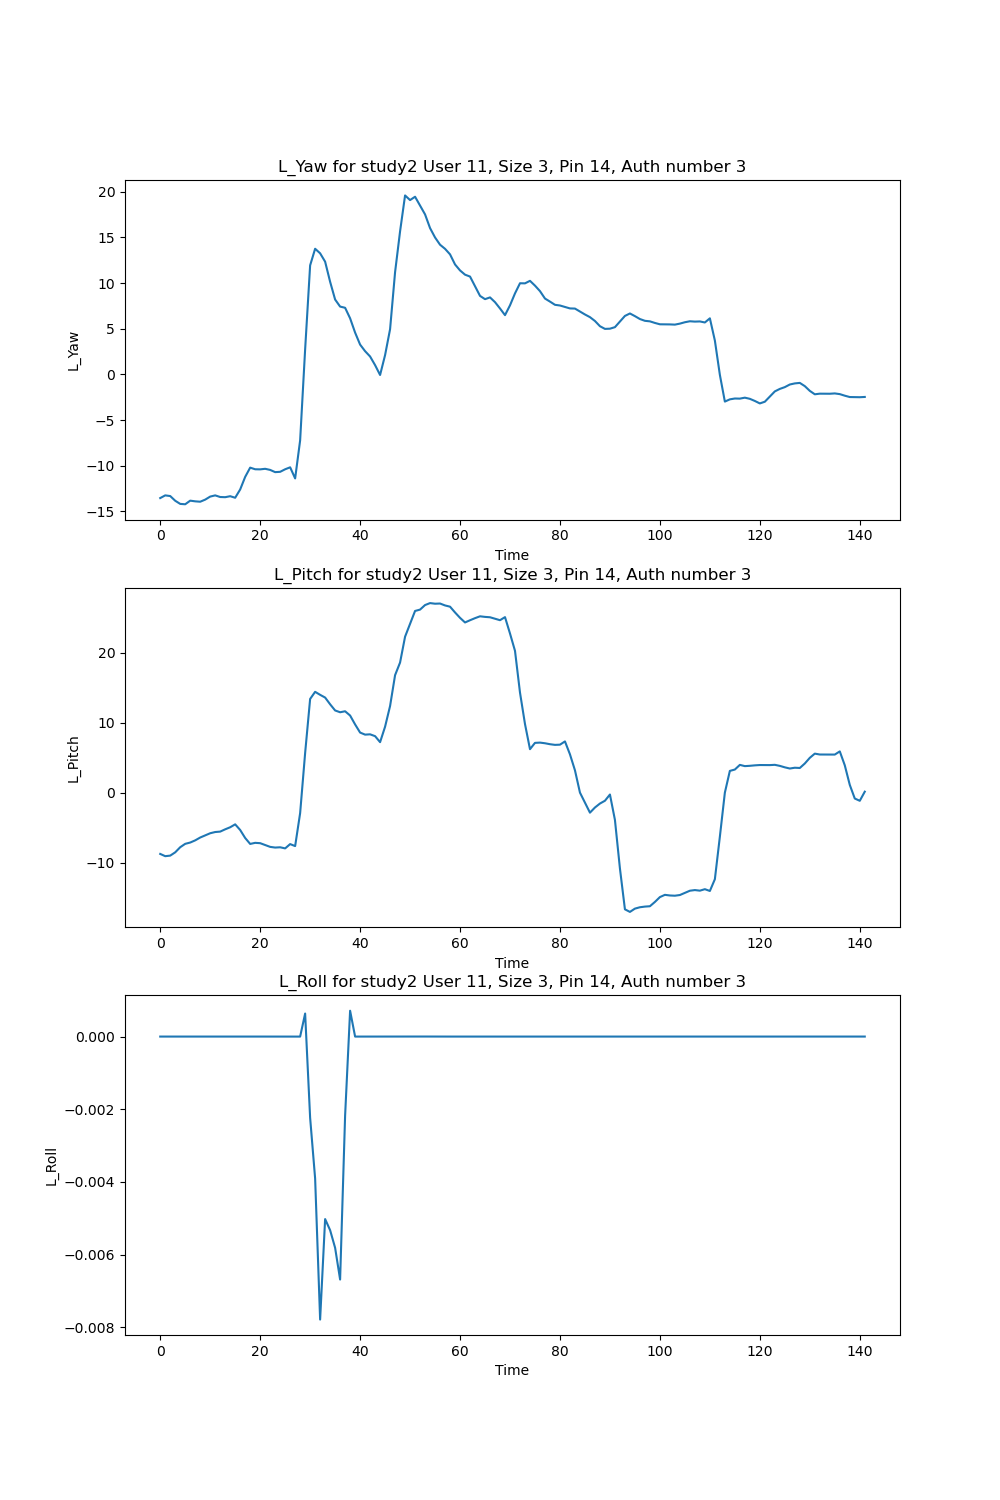 L_Yaw for study2 User 11, Size 3, Pin 14, Auth number 3
20
15
10
5
0
−5
−10
−15
L_Yaw
0 20 40 60 80 100 120 140
Time
L_Pitch for study2 User 11, Size 3, Pin 14, Auth number 3
20
10
0
−10
L_Pitch
0 20 40 60 80 100 120 140
Time
L_Roll for study2 User 11, Size 3, Pin 14, Auth number 3
0.000
−0.002
−0.004
−0.006
−0.008
L_Roll
0 20 40 60 80 100 120 140
Time